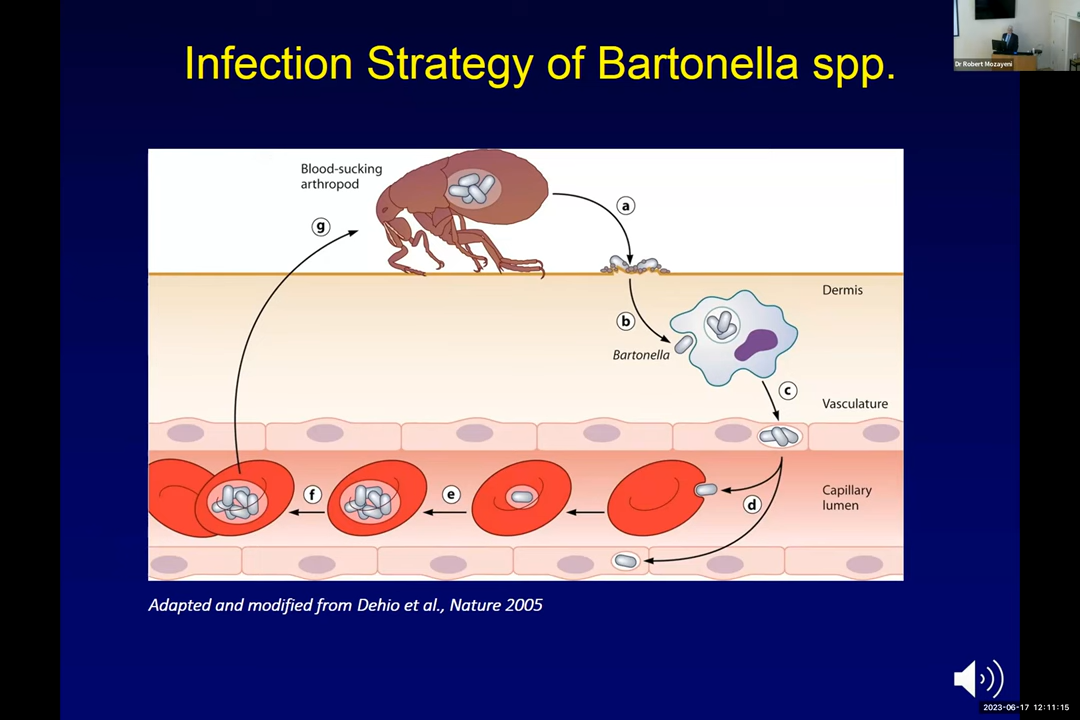 Infection Strategy of Bartonella spp.
Dr Robert Mozayeni
Blood-sucking
arthropod
a
g
Dermis
b
Bartonella
c
Vasculature
Capillary
lumen
d
e
f
Adapted and modified from Dehio et al., Nature 2005
2023-06-17 12:11:15